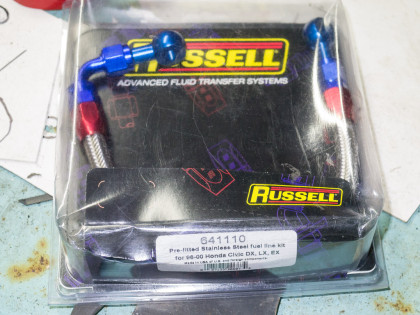 RUSSELL
ADVANCED FLUID TRANSFER SYSTEMS
RUSSELL
641110
Pre-fitted Stainless Steel fuel line kit
for 96-00 Honda Civic DX, LX, EX